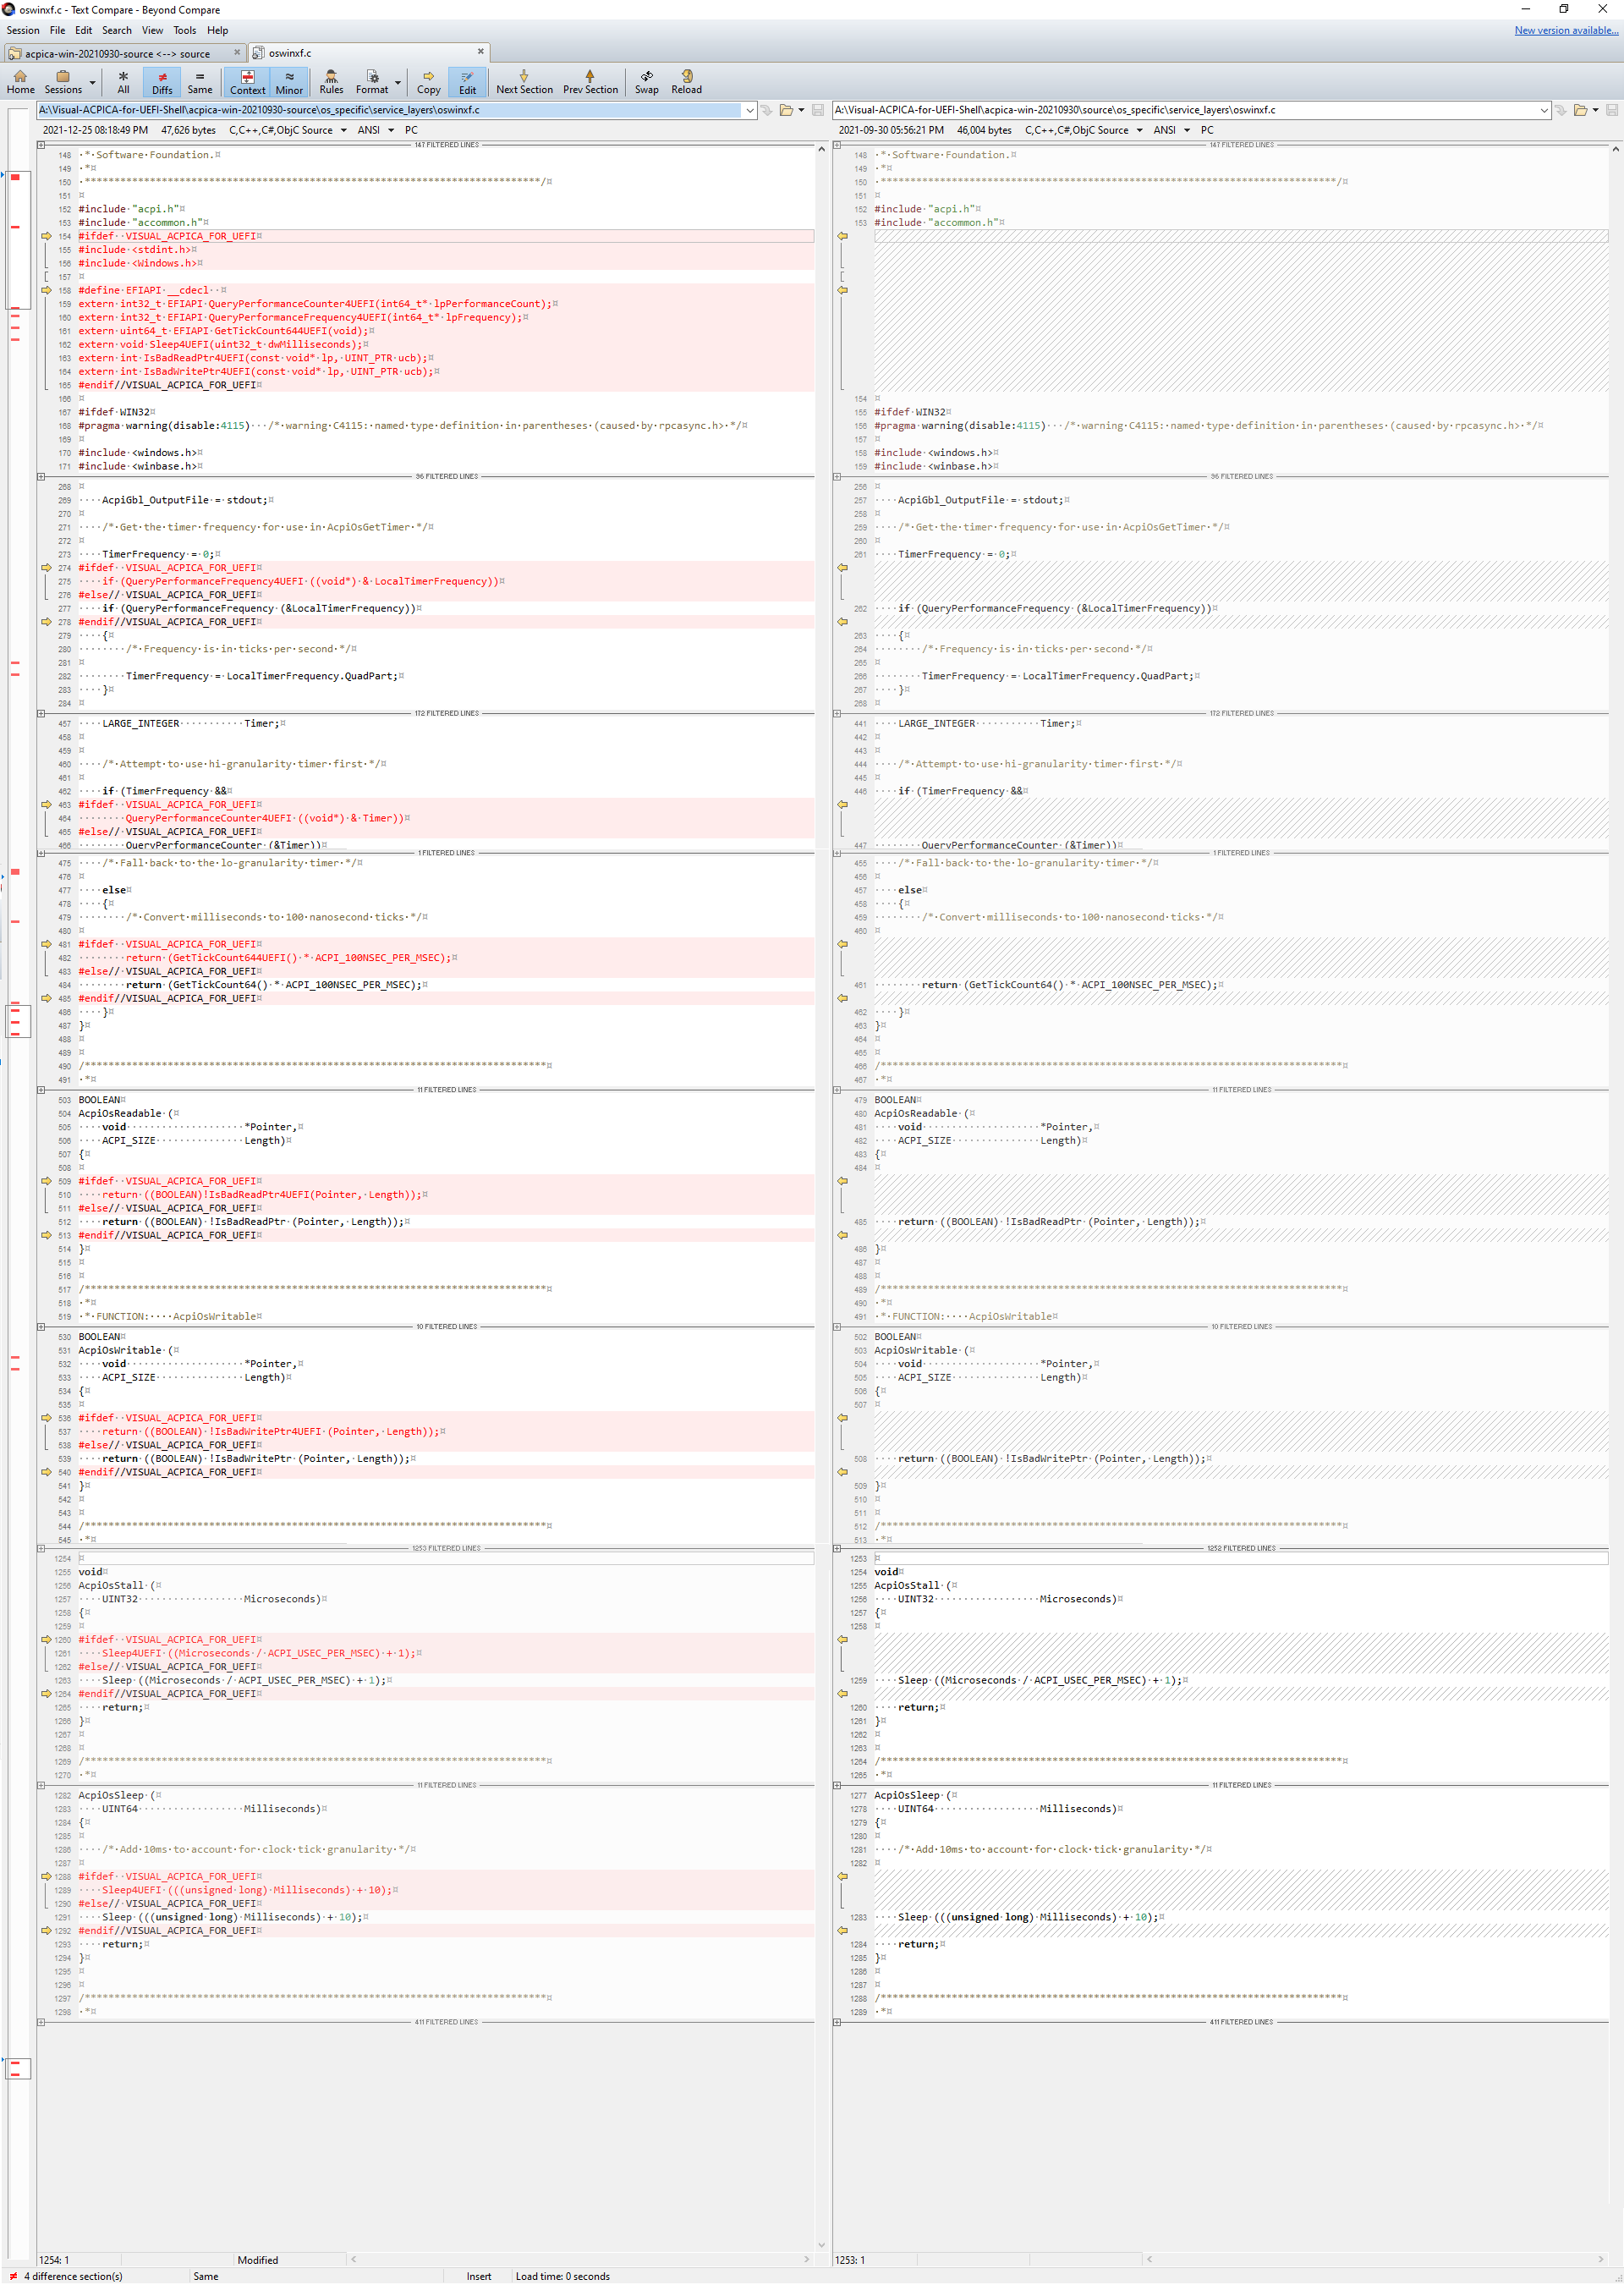 oswinxf.c - Text Compare - Beyond Compare
Session File Edit Search View Tools Help New version available...
acpica-win-20210930-source <--> source oswinxf.c
Home Sessions All Diffs Same Context Minor Rules Format Copy Edit Next Section Prev Section Swap Reload
A:\Visual-ACPICA-for-UEFI-Shell\acpica-win-20210930-source\os_specific\service_layers\oswinxf.c
2021-12-25 08:18:49 PM 47,626 bytes C,C++,C#,ObjC Source ANSI PC
147 FILTERED LINES
148 * Software Foundation.
149 *
150 *****************************************************************************/
151
152 #include "acpi.h"
153 #include "accommon.h"
154 #ifdef  VISUAL_ACPICA_FOR_UEFI
155 #include <stdint.h>
156 #include <Windows.h>
157
158 #define EFIAPI __cdecl
159 extern int32_t EFIAPI QueryPerformanceCounter4UEFI(int64_t* lpPerformanceCount);
160 extern int32_t EFIAPI QueryPerformanceFrequency4UEFI(int64_t* lpFrequency);
161 extern uint64_t EFIAPI GetTickCount644UEFI(void);
162 extern void Sleep4UEFI(uint32_t dwMilliseconds);
163 extern int IsBadReadPtr4UEFI(const void* lp, UINT_PTR ucb);
164 extern int IsBadWritePtr4UEFI(const void* lp, UINT_PTR ucb);
165 #endif//VISUAL_ACPICA_FOR_UEFI
166
167 #ifdef WIN32
168 #pragma warning(disable:4115)   /* warning C4115: named type definition in parentheses (caused by rpcasync.h> */
169
170 #include <windows.h>
171 #include <winbase.h>
96 FILTERED LINES
268
269     AcpiGbl_OutputFile = stdout;
270
271     /* Get the timer frequency for use in AcpiOsGetTimer */
272
273     TimerFrequency = 0;
274 #ifdef  VISUAL_ACPICA_FOR_UEFI
275     if (QueryPerformanceFrequency4UEFI ((void*) & LocalTimerFrequency))
276 #else// VISUAL_ACPICA_FOR_UEFI
277     if (QueryPerformanceFrequency (&LocalTimerFrequency))
278 #endif//VISUAL_ACPICA_FOR_UEFI
279     {
280         /* Frequency is in ticks per second */
281
282         TimerFrequency = LocalTimerFrequency.QuadPart;
283     }
284
172 FILTERED LINES
457     LARGE_INTEGER           Timer;
458
459
460     /* Attempt to use hi-granularity timer first */
461
462     if (TimerFrequency &&
463 #ifdef  VISUAL_ACPICA_FOR_UEFI
464         QueryPerformanceCounter4UEFI ((void*) & Timer))
465 #else// VISUAL_ACPICA_FOR_UEFI
466         QueryPerformanceCounter (&Timer))
1 FILTERED LINES
475     /* Fall back to the lo-granularity timer */
476
477     else
478     {
479         /* Convert milliseconds to 100 nanosecond ticks */
480
481 #ifdef  VISUAL_ACPICA_FOR_UEFI
482         return (GetTickCount644UEFI() * ACPI_100NSEC_PER_MSEC);
483 #else// VISUAL_ACPICA_FOR_UEFI
484         return (GetTickCount64() * ACPI_100NSEC_PER_MSEC);
485 #endif//VISUAL_ACPICA_FOR_UEFI
486     }
487 }
488
489
490 /******************************************************************************
491 *
11 FILTERED LINES
503 BOOLEAN
504 AcpiOsReadable (
505     void                    *Pointer,
506     ACPI_SIZE               Length)
507 {
508
509 #ifdef  VISUAL_ACPICA_FOR_UEFI
510     return ((BOOLEAN)!IsBadReadPtr4UEFI(Pointer, Length));
511 #else// VISUAL_ACPICA_FOR_UEFI
512     return ((BOOLEAN) !IsBadReadPtr (Pointer, Length));
513 #endif//VISUAL_ACPICA_FOR_UEFI
514 }
515
516
517 /******************************************************************************
518 *
519 * FUNCTION:    AcpiOsWritable
10 FILTERED LINES
530 BOOLEAN
531 AcpiOsWritable (
532     void                    *Pointer,
533     ACPI_SIZE               Length)
534 {
535
536 #ifdef  VISUAL_ACPICA_FOR_UEFI
537     return ((BOOLEAN) !IsBadWritePtr4UEFI (Pointer, Length));
538 #else// VISUAL_ACPICA_FOR_UEFI
539     return ((BOOLEAN) !IsBadWritePtr (Pointer, Length));
540 #endif//VISUAL_ACPICA_FOR_UEFI
541 }
542
543
544 /******************************************************************************
545 *
1253 FILTERED LINES
1254
1255 void
1256 AcpiOsStall (
1257     UINT32                  Microseconds)
1258 {
1259
1260 #ifdef  VISUAL_ACPICA_FOR_UEFI
1261     Sleep4UEFI ((Microseconds / ACPI_USEC_PER_MSEC) + 1);
1262 #else// VISUAL_ACPICA_FOR_UEFI
1263     Sleep ((Microseconds / ACPI_USEC_PER_MSEC) + 1);
1264 #endif//VISUAL_ACPICA_FOR_UEFI
1265     return;
1266 }
1267
1268
1269 /******************************************************************************
1270 *
11 FILTERED LINES
1282 AcpiOsSleep (
1283     UINT64                  Milliseconds)
1284 {
1285
1286     /* Add 10ms to account for clock tick granularity */
1287
1288 #ifdef  VISUAL_ACPICA_FOR_UEFI
1289     Sleep4UEFI (((unsigned long) Milliseconds) + 10);
1290 #else// VISUAL_ACPICA_FOR_UEFI
1291     Sleep (((unsigned long) Milliseconds) + 10);
1292 #endif//VISUAL_ACPICA_FOR_UEFI
1293     return;
1294 }
1295
1296
1297 /******************************************************************************
1298 *
411 FILTERED LINES
1254: 1 Modified
A:\Visual-ACPICA-for-UEFI-Shell\acpica-win-20210930\source\os_specific\service_layers\oswinxf.c
2021-09-30 05:56:21 PM 46,004 bytes C,C++,C#,ObjC Source ANSI PC
147 FILTERED LINES
148 * Software Foundation.
149 *
150 *****************************************************************************/
151
152 #include "acpi.h"
153 #include "accommon.h"
154
155 #ifdef WIN32
156 #pragma warning(disable:4115)   /* warning C4115: named type definition in parentheses (caused by rpcasync.h> */
157
158 #include <windows.h>
159 #include <winbase.h>
96 FILTERED LINES
256
257     AcpiGbl_OutputFile = stdout;
258
259     /* Get the timer frequency for use in AcpiOsGetTimer */
260
261     TimerFrequency = 0;
262     if (QueryPerformanceFrequency (&LocalTimerFrequency))
263     {
264         /* Frequency is in ticks per second */
265
266         TimerFrequency = LocalTimerFrequency.QuadPart;
267     }
268
172 FILTERED LINES
441     LARGE_INTEGER           Timer;
442
443
444     /* Attempt to use hi-granularity timer first */
445
446     if (TimerFrequency &&
447         QueryPerformanceCounter (&Timer))
1 FILTERED LINES
455     /* Fall back to the lo-granularity timer */
456
457     else
458     {
459         /* Convert milliseconds to 100 nanosecond ticks */
460
461         return (GetTickCount64() * ACPI_100NSEC_PER_MSEC);
462     }
463 }
464
465
466 /******************************************************************************
467 *
11 FILTERED LINES
479 BOOLEAN
480 AcpiOsReadable (
481     void                    *Pointer,
482     ACPI_SIZE               Length)
483 {
484
485     return ((BOOLEAN) !IsBadReadPtr (Pointer, Length));
486 }
487
488
489 /******************************************************************************
490 *
491 * FUNCTION:    AcpiOsWritable
10 FILTERED LINES
502 BOOLEAN
503 AcpiOsWritable (
504     void                    *Pointer,
505     ACPI_SIZE               Length)
506 {
507
508     return ((BOOLEAN) !IsBadWritePtr (Pointer, Length));
509 }
510
511
512 /******************************************************************************
513 *
1252 FILTERED LINES
1253
1254 void
1255 AcpiOsStall (
1256     UINT32                  Microseconds)
1257 {
1258
1259     Sleep ((Microseconds / ACPI_USEC_PER_MSEC) + 1);
1260     return;
1261 }
1262
1263
1264 /******************************************************************************
1265 *
11 FILTERED LINES
1277 AcpiOsSleep (
1278     UINT64                  Milliseconds)
1279 {
1280
1281     /* Add 10ms to account for clock tick granularity */
1282
1283     Sleep (((unsigned long) Milliseconds) + 10);
1284     return;
1285 }
1286
1287
1288 /******************************************************************************
1289 *
411 FILTERED LINES
1253: 1
4 difference section(s) Same Insert Load time: 0 seconds